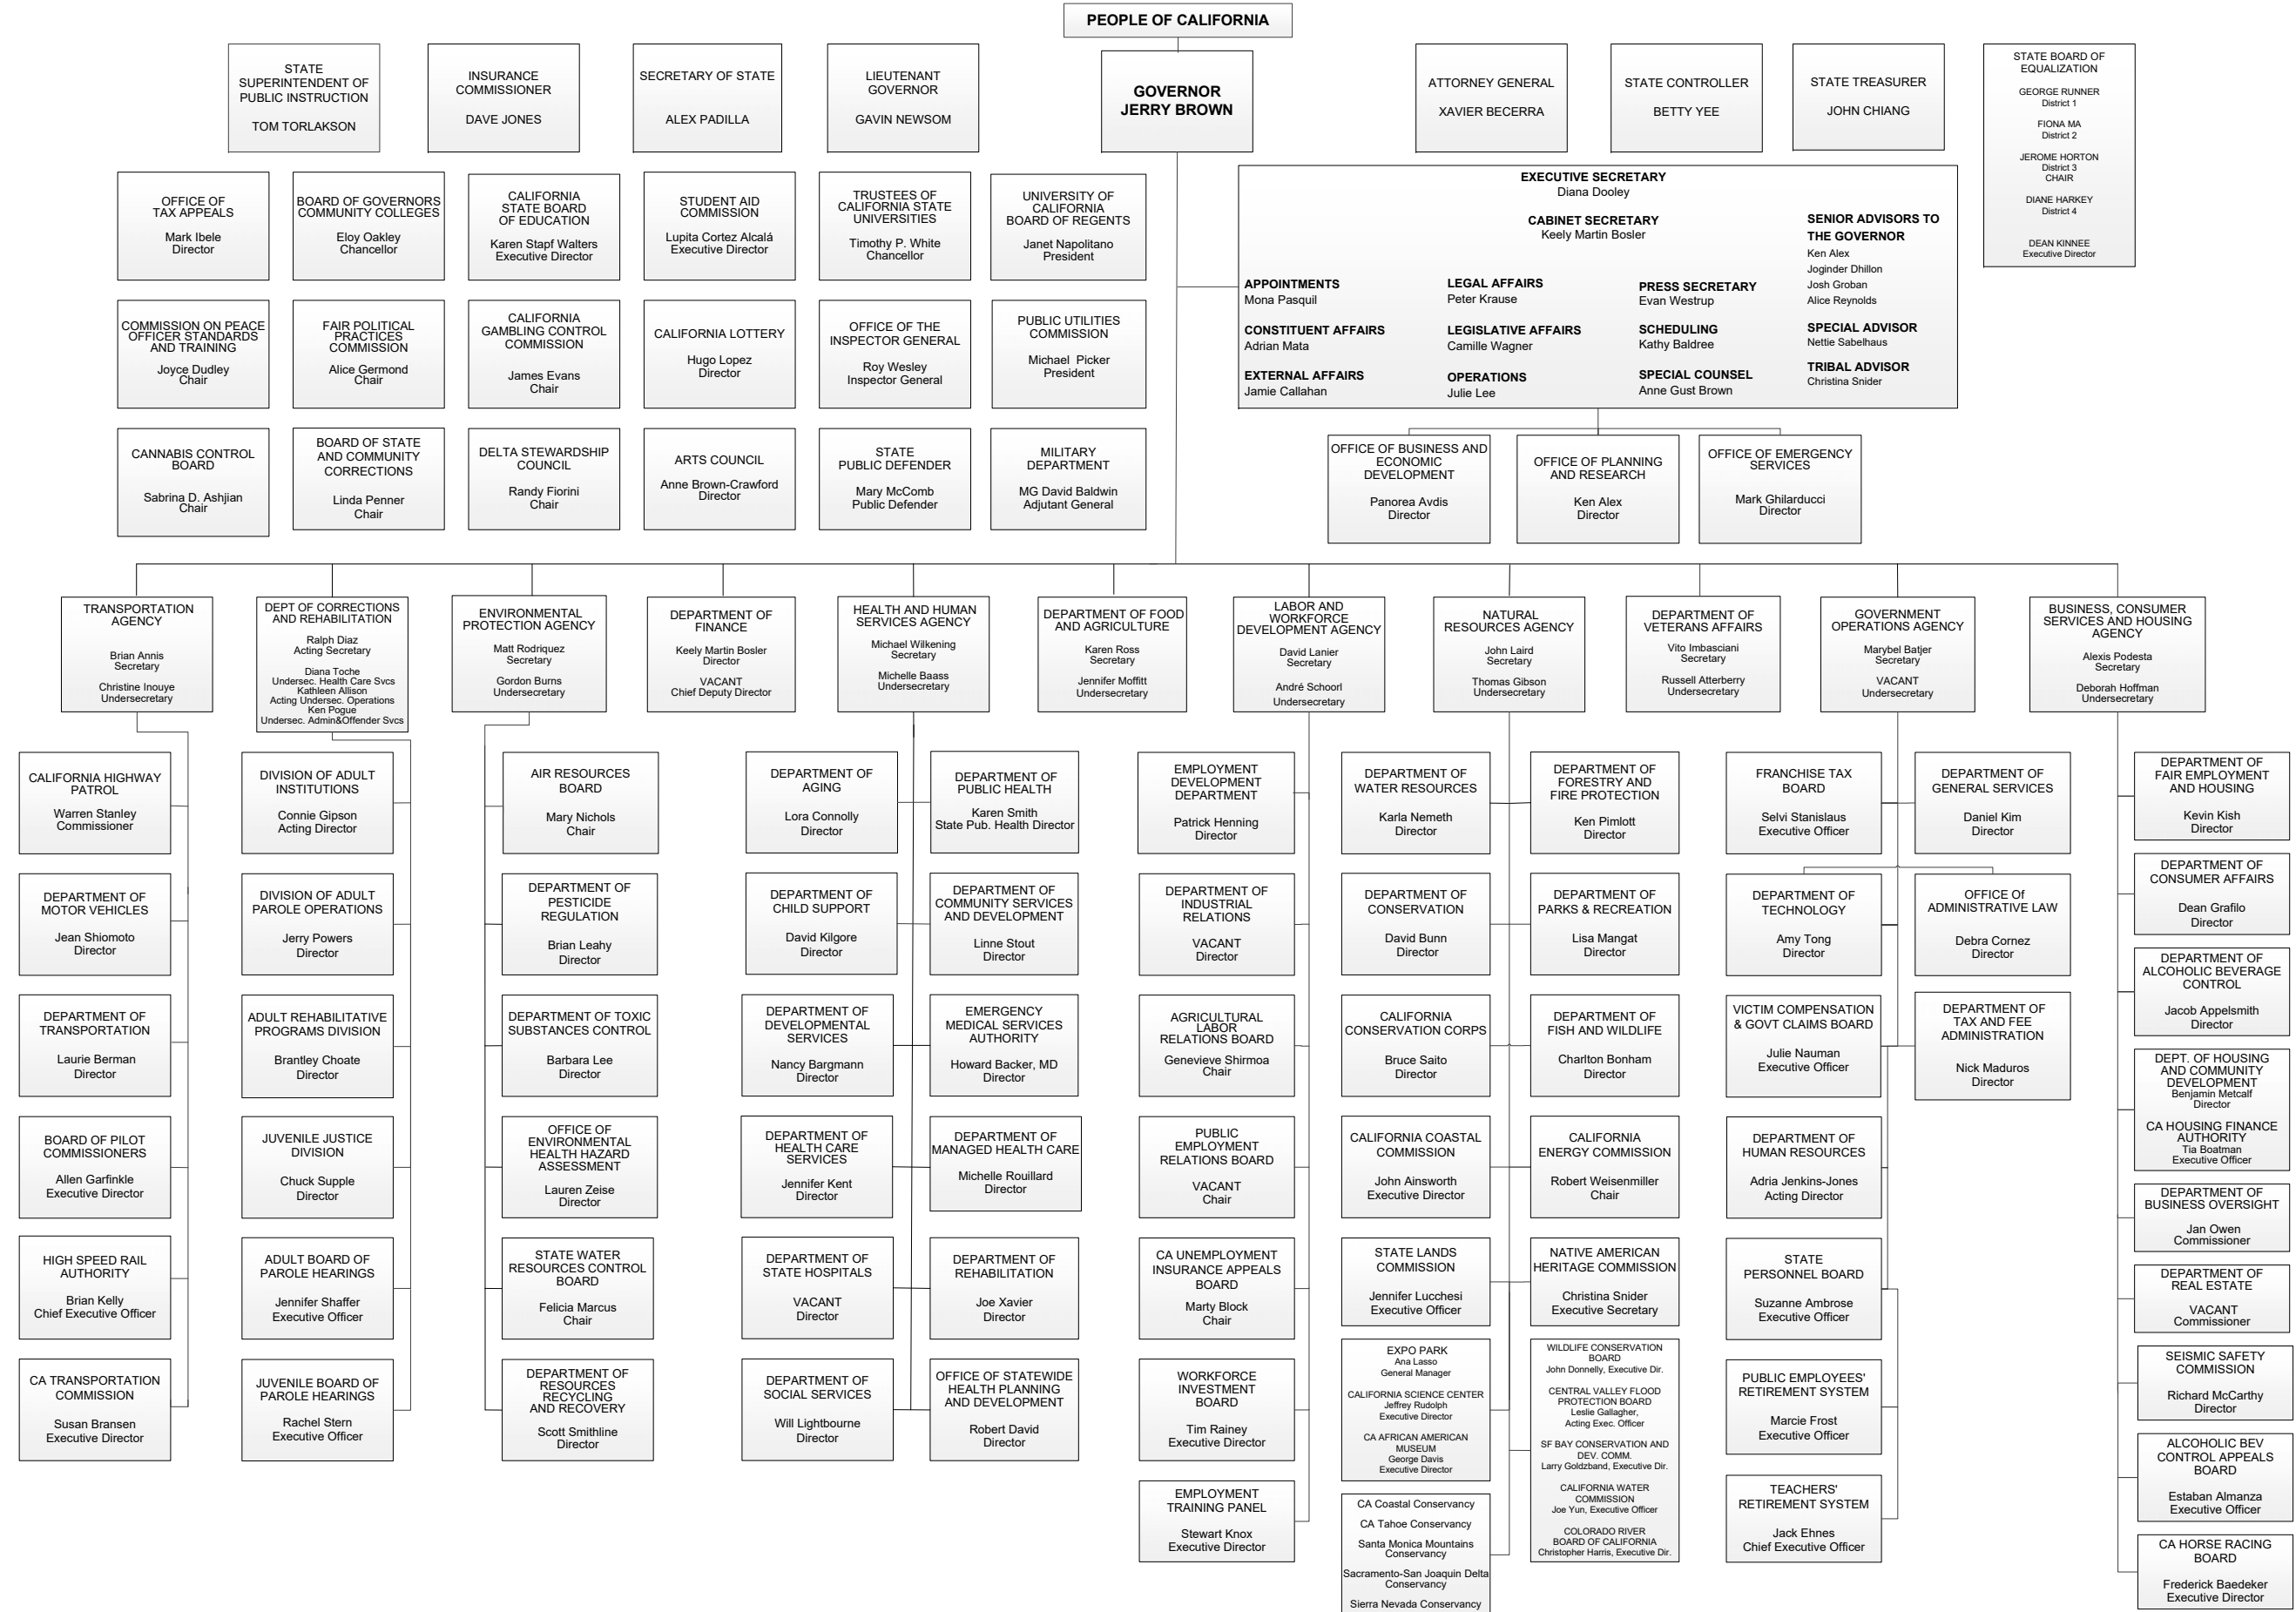 PEOPLE OF CALIFORNIA
STATE
SUPERINTENDENT OF
PUBLIC INSTRUCTION
TOM TORLAKSON
INSURANCE
COMMISSIONER
DAVE JONES
SECRETARY OF STATE
ALEX PADILLA
LIEUTENANT
GOVERNOR
GAVIN NEWSOM
GOVERNOR
JERRY BROWN
ATTORNEY GENERAL
XAVIER BECERRA
STATE CONTROLLER
BETTY YEE
STATE TREASURER
JOHN CHIANG
STATE BOARD OF
EQUALIZATION
GEORGE RUNNER
District 1
FIONA MA
District 2
JEROME HORTON
District 3
CHAIR
DIANE HARKEY
District 4
DEAN KINNEE
Executive Director
OFFICE OF
TAX APPEALS
Mark Ibele
Director
BOARD OF GOVERNORS
COMMUNITY COLLEGES
Eloy Oakley
Chancellor
CALIFORNIA
STATE BOARD
OF EDUCATION
Karen Stapf Walters
Executive Director
STUDENT AID
COMMISSION
Lupita Cortez Alcalá
Executive Director
TRUSTEES OF
CALIFORNIA STATE
UNIVERSITIES
Timothy P. White
Chancellor
UNIVERSITY OF
CALIFORNIA
BOARD OF REGENTS
Janet Napolitano
President
EXECUTIVE SECRETARY
Diana Dooley
CABINET SECRETARY
Keely Martin Bosler
SENIOR ADVISORS TO
THE GOVERNOR
Ken Alex
Joginder Dhillon
Josh Groban
Alice Reynolds
APPOINTMENTS
Mona Pasquil
LEGAL AFFAIRS
Peter Krause
PRESS SECRETARY
Evan Westrup
CONSTITUENT AFFAIRS
Adrian Mata
LEGISLATIVE AFFAIRS
Camille Wagner
SCHEDULING
Kathy Baldree
SPECIAL ADVISOR
Nettie Sabelhaus
EXTERNAL AFFAIRS
Jamie Callahan
OPERATIONS
Julie Lee
SPECIAL COUNSEL
Anne Gust Brown
TRIBAL ADVISOR
Christina Snider
COMMISSION ON PEACE
OFFICER STANDARDS
AND TRAINING
Joyce Dudley
Chair
FAIR POLITICAL
PRACTICES
COMMISSION
Alice Germond
Chair
CALIFORNIA
GAMBLING CONTROL
COMMISSION
James Evans
Chair
CALIFORNIA LOTTERY
Hugo Lopez
Director
OFFICE OF THE
INSPECTOR GENERAL
Roy Wesley
Inspector General
PUBLIC UTILITIES
COMMISSION
Michael Picker
President
CANNABIS CONTROL
BOARD
Sabrina D. Ashjian
Chair
BOARD OF STATE
AND COMMUNITY
CORRECTIONS
Linda Penner
Chair
DELTA STEWARDSHIP
COUNCIL
Randy Fiorini
Chair
ARTS COUNCIL
Anne Brown-Crawford
Director
STATE
PUBLIC DEFENDER
Mary McComb
Public Defender
MILITARY
DEPARTMENT
MG David Baldwin
Adjutant General
OFFICE OF BUSINESS AND
ECONOMIC
DEVELOPMENT
Panorea Avdis
Director
OFFICE OF PLANNING
AND RESEARCH
Ken Alex
Director
OFFICE OF EMERGENCY
SERVICES
Mark Ghilarducci
Director
TRANSPORTATION
AGENCY
Brian Annis
Secretary
Christine Inouye
Undersecretary
DEPT OF CORRECTIONS
AND REHABILITATION
Ralph Diaz
Acting Secretary
Diana Toche
Undersec. Health Care Svcs
Kathleen Allison
Acting Undersec. Operations
Ken Pogue
Undersec. Admin&Offender Svcs
ENVIRONMENTAL
PROTECTION AGENCY
Matt Rodriquez
Secretary
Gordon Burns
Undersecretary
DEPARTMENT OF
FINANCE
Keely Martin Bosler
Director
VACANT
Chief Deputy Director
HEALTH AND HUMAN
SERVICES AGENCY
Michael Wilkening
Secretary
Michelle Baass
Undersecretary
DEPARTMENT OF FOOD
AND AGRICULTURE
Karen Ross
Secretary
Jennifer Moffitt
Undersecretary
LABOR AND
WORKFORCE
DEVELOPMENT AGENCY
David Lanier
Secretary
André Schoorl
Undersecretary
NATURAL
RESOURCES AGENCY
John Laird
Secretary
Thomas Gibson
Undersecretary
DEPARTMENT OF
VETERANS AFFAIRS
Vito Imbasciani
Secretary
Russell Atterberry
Undersecretary
GOVERNMENT
OPERATIONS AGENCY
Marybel Batjer
Secretary
VACANT
Undersecretary
BUSINESS, CONSUMER
SERVICES AND HOUSING
AGENCY
Alexis Podesta
Secretary
Deborah Hoffman
Undersecretary
CALIFORNIA HIGHWAY
PATROL
Warren Stanley
Commissioner
DEPARTMENT OF
MOTOR VEHICLES
Jean Shiomoto
Director
DEPARTMENT OF
TRANSPORTATION
Laurie Berman
Director
BOARD OF PILOT
COMMISSIONERS
Allen Garfinkle
Executive Director
HIGH SPEED RAIL
AUTHORITY
Brian Kelly
Chief Executive Officer
CA TRANSPORTATION
COMMISSION
Susan Bransen
Executive Director
DIVISION OF ADULT
INSTITUTIONS
Connie Gipson
Acting Director
DIVISION OF ADULT
PAROLE OPERATIONS
Jerry Powers
Director
ADULT REHABILITATIVE
PROGRAMS DIVISION
Brantley Choate
Director
JUVENILE JUSTICE
DIVISION
Chuck Supple
Director
ADULT BOARD OF
PAROLE HEARINGS
Jennifer Shaffer
Executive Officer
JUVENILE BOARD OF
PAROLE HEARINGS
Rachel Stern
Executive Officer
AIR RESOURCES
BOARD
Mary Nichols
Chair
DEPARTMENT OF
PESTICIDE
REGULATION
Brian Leahy
Director
DEPARTMENT OF TOXIC
SUBSTANCES CONTROL
Barbara Lee
Director
OFFICE OF
ENVIRONMENTAL
HEALTH HAZARD
ASSESSMENT
Lauren Zeise
Director
STATE WATER
RESOURCES CONTROL
BOARD
Felicia Marcus
Chair
DEPARTMENT OF
RESOURCES
RECYCLING
AND RECOVERY
Scott Smithline
Director
DEPARTMENT OF
AGING
Lora Connolly
Director
DEPARTMENT OF
CHILD SUPPORT
David Kilgore
Director
DEPARTMENT OF
DEVELOPMENTAL
SERVICES
Nancy Bargmann
Director
DEPARTMENT OF
HEALTH CARE
SERVICES
Jennifer Kent
Director
DEPARTMENT OF
STATE HOSPITALS
VACANT
Director
DEPARTMENT OF
SOCIAL SERVICES
Will Lightbourne
Director
DEPARTMENT OF
PUBLIC HEALTH
Karen Smith
State Pub. Health Director
DEPARTMENT OF
COMMUNITY SERVICES
AND DEVELOPMENT
Linne Stout
Director
EMERGENCY
MEDICAL SERVICES
AUTHORITY
Howard Backer, MD
Director
DEPARTMENT OF
MANAGED HEALTH CARE
Michelle Rouillard
Director
DEPARTMENT OF
REHABILITATION
Joe Xavier
Director
OFFICE OF STATEWIDE
HEALTH PLANNING
AND DEVELOPMENT
Robert David
Director
EMPLOYMENT
DEVELOPMENT
DEPARTMENT
Patrick Henning
Director
DEPARTMENT OF
INDUSTRIAL
RELATIONS
VACANT
Director
AGRICULTURAL
LABOR
RELATIONS BOARD
Genevieve Shirmoa
Chair
PUBLIC
EMPLOYMENT
RELATIONS BOARD
VACANT
Chair
CA UNEMPLOYMENT
INSURANCE APPEALS
BOARD
Marty Block
Chair
WORKFORCE
INVESTMENT
BOARD
Tim Rainey
Executive Director
EMPLOYMENT
TRAINING PANEL
Stewart Knox
Executive Director
DEPARTMENT OF
WATER RESOURCES
Karla Nemeth
Director
DEPARTMENT OF
CONSERVATION
David Bunn
Director
CALIFORNIA
CONSERVATION CORPS
Bruce Saito
Director
CALIFORNIA COASTAL
COMMISSION
John Ainsworth
Executive Director
STATE LANDS
COMMISSION
Jennifer Lucchesi
Executive Officer
EXPO PARK
Ana Lasso
General Manager
CALIFORNIA SCIENCE CENTER
Jeffrey Rudolph
Executive Director
CA AFRICAN AMERICAN
MUSEUM
George Davis
Executive Director
CA Coastal Conservancy
CA Tahoe Conservancy
Santa Monica Mountains
Conservancy
Sacramento-San Joaquin Delta
Conservancy
Sierra Nevada Conservancy
DEPARTMENT OF
FORESTRY AND
FIRE PROTECTION
Ken Pimlott
Director
DEPARTMENT OF
PARKS & RECREATION
Lisa Mangat
Director
DEPARTMENT OF
FISH AND WILDLIFE
Charlton Bonham
Director
CALIFORNIA
ENERGY COMMISSION
Robert Weisenmiller
Chair
NATIVE AMERICAN
HERITAGE COMMISSION
Christina Snider
Executive Secretary
WILDLIFE CONSERVATION
BOARD
John Donnelly, Executive Dir.
CENTRAL VALLEY FLOOD
PROTECTION BOARD
Leslie Gallagher,
Acting Exec. Officer
SF BAY CONSERVATION AND
DEV. COMM.
Larry Goldzband, Executive Dir.
CALIFORNIA WATER
COMMISSION
Joe Yun, Executive Officer
COLORADO RIVER
BOARD OF CALIFORNIA
Christopher Harris, Executive Dir.
FRANCHISE TAX
BOARD
Selvi Stanislaus
Executive Officer
DEPARTMENT OF
TECHNOLOGY
Amy Tong
Director
VICTIM COMPENSATION
& GOVT CLAIMS BOARD
Julie Nauman
Executive Officer
DEPARTMENT OF
HUMAN RESOURCES
Adria Jenkins-Jones
Acting Director
STATE
PERSONNEL BOARD
Suzanne Ambrose
Executive Officer
PUBLIC EMPLOYEES'
RETIREMENT SYSTEM
Marcie Frost
Executive Officer
TEACHERS'
RETIREMENT SYSTEM
Jack Ehnes
Chief Executive Officer
DEPARTMENT OF
GENERAL SERVICES
Daniel Kim
Director
OFFICE Of
ADMINISTRATIVE LAW
Debra Cornez
Director
DEPARTMENT OF
TAX AND FEE
ADMINISTRATION
Nick Maduros
Director
DEPARTMENT OF
FAIR EMPLOYMENT
AND HOUSING
Kevin Kish
Director
DEPARTMENT OF
CONSUMER AFFAIRS
Dean Grafilo
Director
DEPARTMENT OF
ALCOHOLIC BEVERAGE
CONTROL
Jacob Appelsmith
Director
DEPT. OF HOUSING
AND COMMUNITY
DEVELOPMENT
Benjamin Metcalf
Director
CA HOUSING FINANCE
AUTHORITY
Tia Boatman
Executive Officer
DEPARTMENT OF
BUSINESS OVERSIGHT
Jan Owen
Commissioner
DEPARTMENT OF
REAL ESTATE
VACANT
Commissioner
SEISMIC SAFETY
COMMISSION
Richard McCarthy
Director
ALCOHOLIC BEV
CONTROL APPEALS
BOARD
Estaban Almanza
Executive Officer
CA HORSE RACING
BOARD
Frederick Baedeker
Executive Director